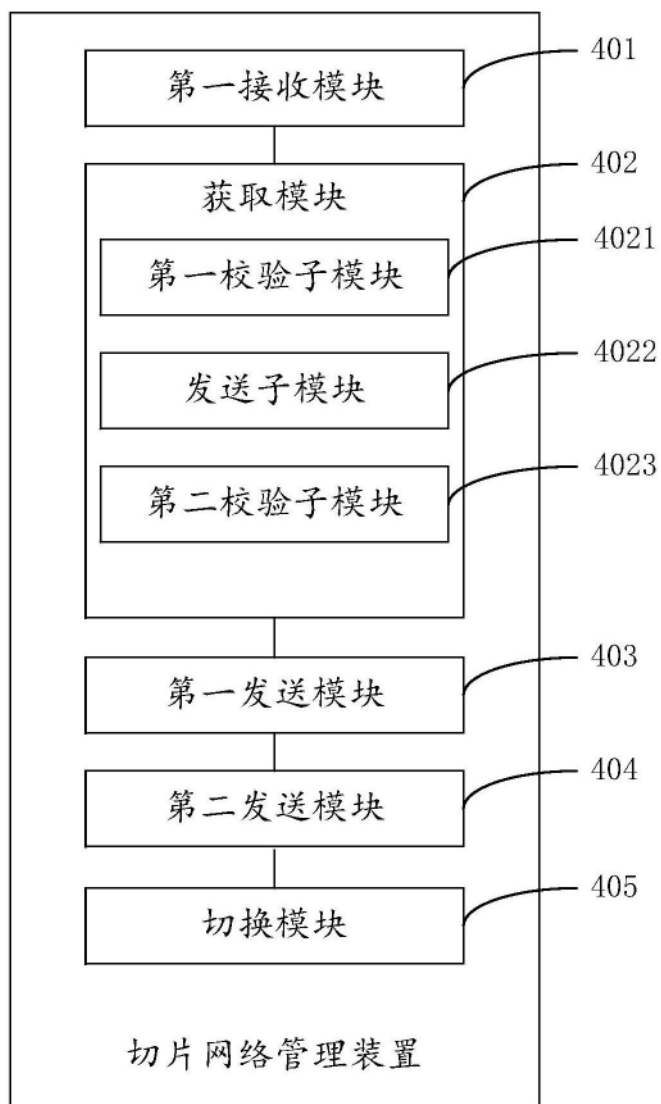 第一接收模块
401
获取模块
402
第一校验子模块
4021
发送子模块
4022
第二校验子模块
4023
第一发送模块
403
第二发送模块
404
切换模块
405
切片网络管理装置